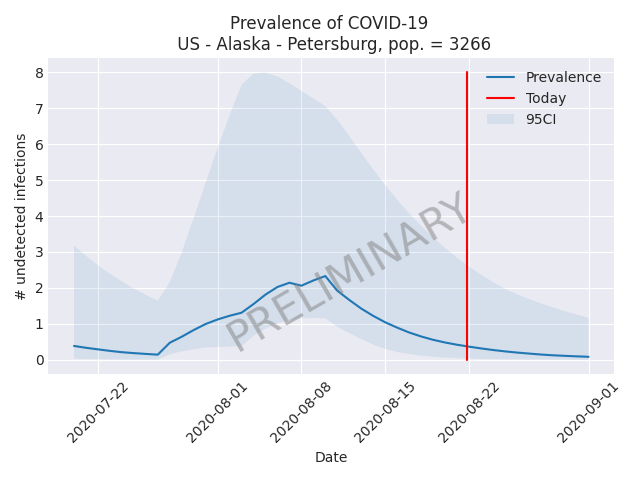 Prevalence of COVID-19
US - Alaska - Petersburg, pop. = 3266
# undetected infections
8
7
6
5
4
3
2
1
0
Prevalence
Today
95CI
PRELIMINARY
2020-07-22
2020-08-01
2020-08-08
2020-08-15
2020-08-22
2020-09-01
Date